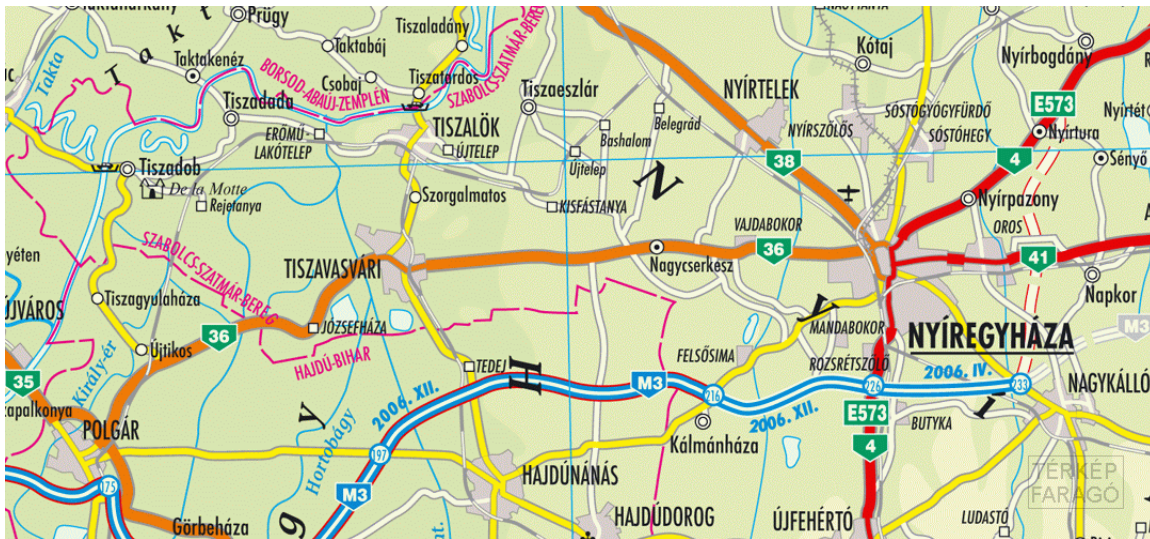 Prügy
Taktabáj
Taktakenéz
Csobaj
Tiszaladány
Tiszatardos
BORSOD-ABAÚJ-ZEMPLÉN
SZABOLCS-SZATMÁR-BEREG
Takta
T a k t
Tiszadada
ERŐMŰ
LAKÓTELEP
TISZALÖK
ÚJTELEP
Tiszaeszlár
Bashalom
Belegrád
Újtelep
KISFÁSTANYA
NYÍRTELEK
NYÍRSZŐLŐS
Kótaj
SÓSTÓGYÓGYFÜRDŐ
SÓSTÓHEGY
Nyírbogdány
E573
Nyírtura
4
Sényő
Nyírpazony
38
Tiszadob
De la Motte
Rejetanya
Szorgalmatos
N
VAJDABOKOR
36
Nagycserkesz
OROS
41
Napkor
SZABOLCS-SZATMÁR-BEREG
TISZAVASVÁRI
Tiszagyulaháza
JÓZSEFHÁZA
36
Újtikos
HAJDÚ-BIHAR
Király-ér
35
POLGÁR
175
Görbeháza
Hortobágy
2006. XII.
197
M3
TEDEJ
H
M3
FELSŐSIMA
216
2006. XII.
Kálmánháza
MANDABOKOR
ROZSRÉTSZŐLŐ
NYÍREGYHÁZA
M3
226
2006. IV.
233
NAGYKÁLLÓ
E573
4
BUTYKA
y
í
y
g
HAJDÚNÁNÁS
HAJDÚDOROG
ÚJFEHÉRTÓ
LUDASTÓ
TÉRKÉP
FARAGÓ